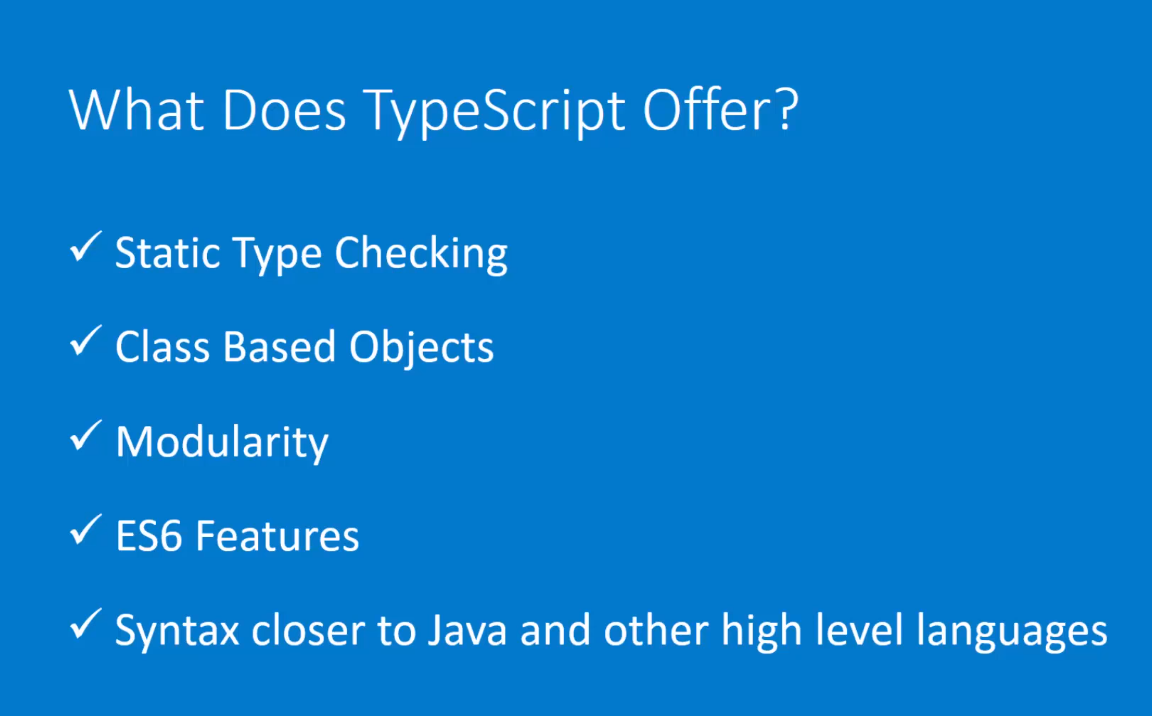 What Does TypeScript Offer?
✓ Static Type Checking
✓ Class Based Objects
✓ Modularity
✓ ES6 Features
✓ Syntax closer to Java and other high level languages